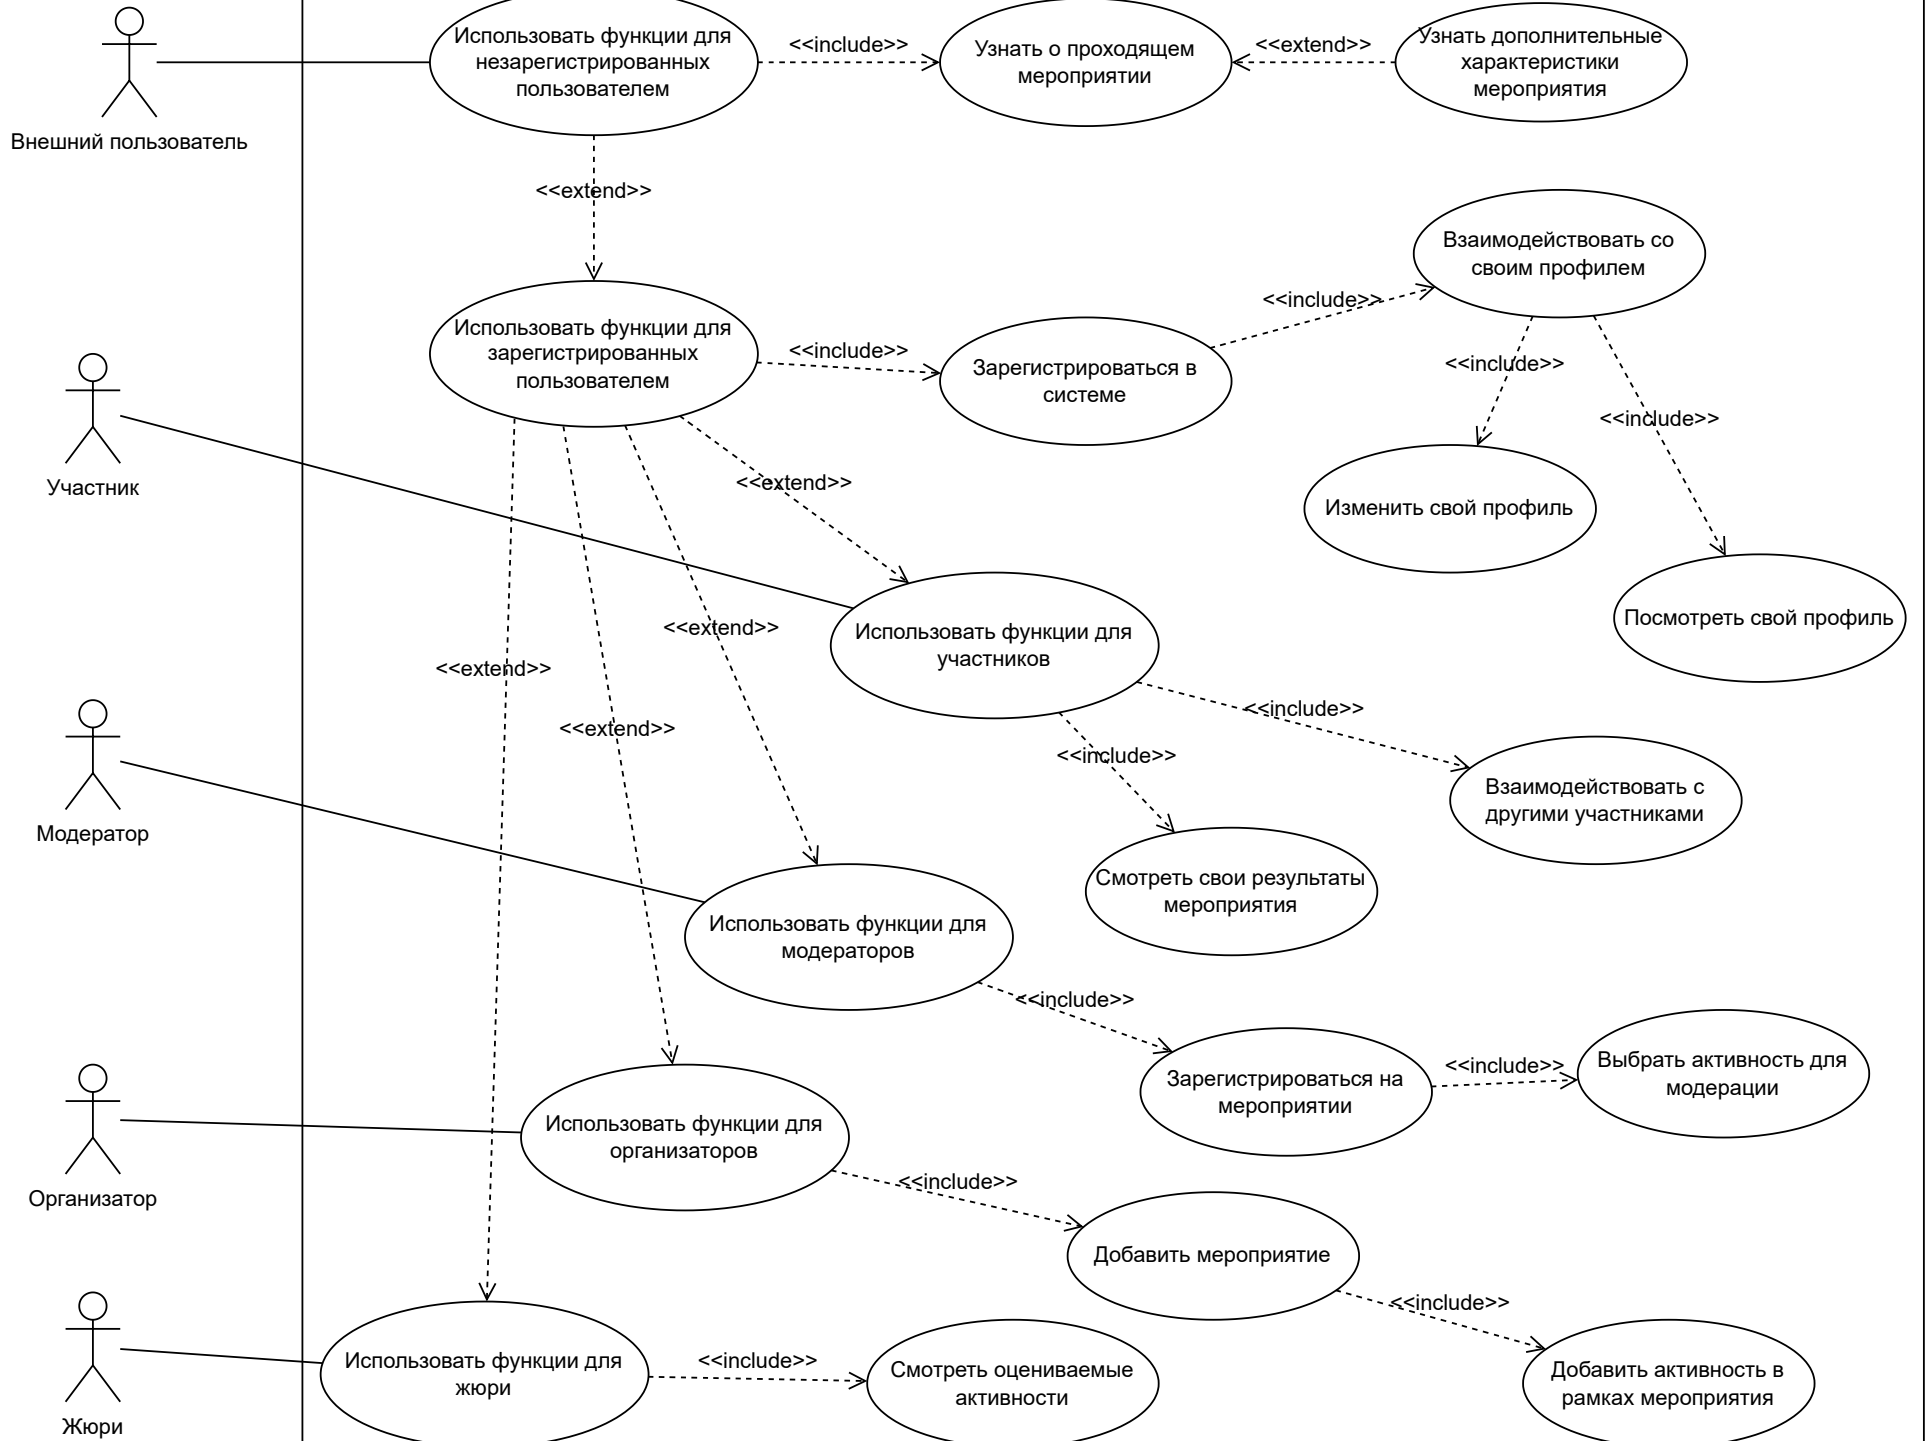 Использовать функции для
незарегистрированных
пользователем
<<include>>
Узнать о проходящем
мероприятии
<<extend>>
Узнать дополнительные
характеристики
мероприятия
Внешний пользователь
<<extend>>
Взаимодействовать со
своим профилем
Использовать функции для
зарегистрированных
пользователем
<<include>>
Зарегистрироваться в
системе
<<include>>
<<include>>
<<include>>
Участник
<<extend>>
Изменить свой профиль
Посмотреть свой профиль
Использовать функции для
участников
<<extend>>
<<extend>>
<<extend>>
<<include>>
<<include>>
Взаимодействовать с
другими участниками
Модератор
Смотреть свои результаты
мероприятия
Использовать функции для
модераторов
<<include>>
Зарегистрироваться на
мероприятии
<<include>>
Выбрать активность для
модерации
Использовать функции для
организаторов
Организатор
<<include>>
Добавить мероприятие
<<include>>
Добавить активность в
рамках мероприятия
Использовать функции для
жюри
<<include>>
Смотреть оцениваемые
активности
Жюри